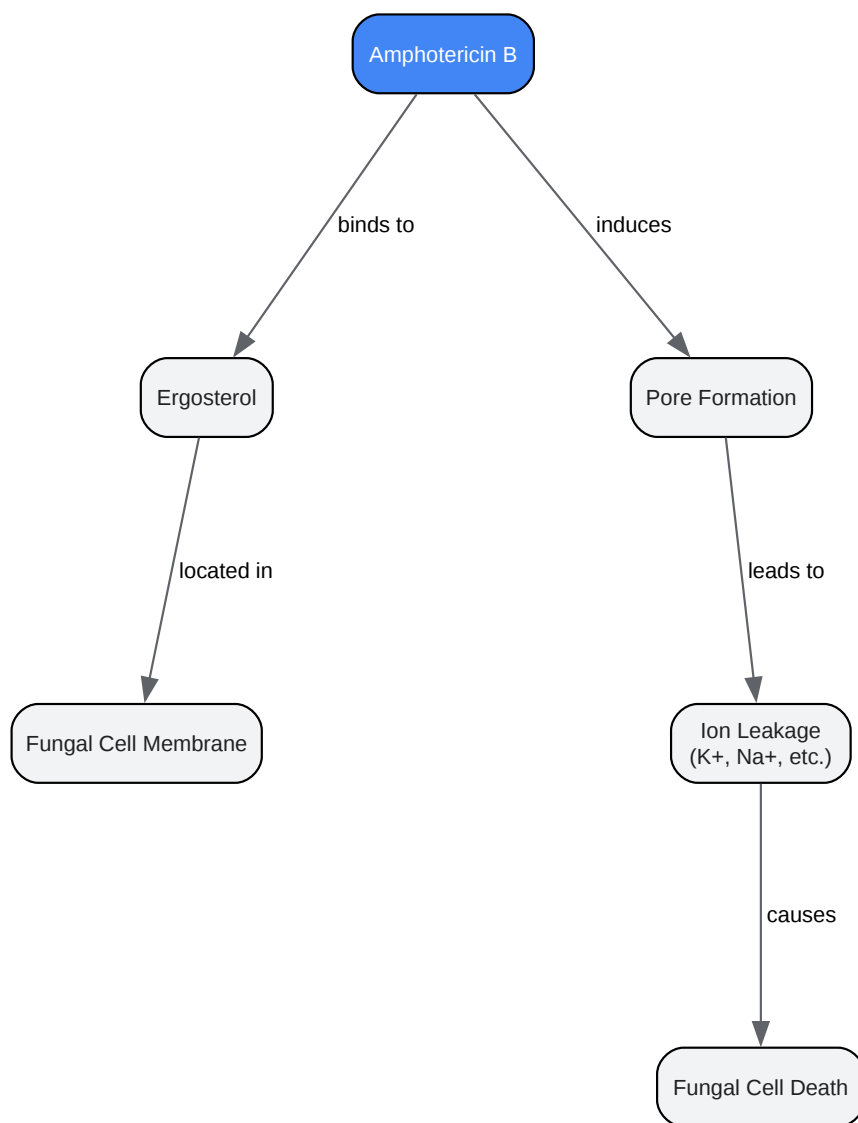 Amphotericin B
binds to
induces
Ergosterol
Pore Formation
located in
leads to
Fungal Cell Membrane
Ion Leakage
(K+, Na+, etc.)
causes
Fungal Cell Death